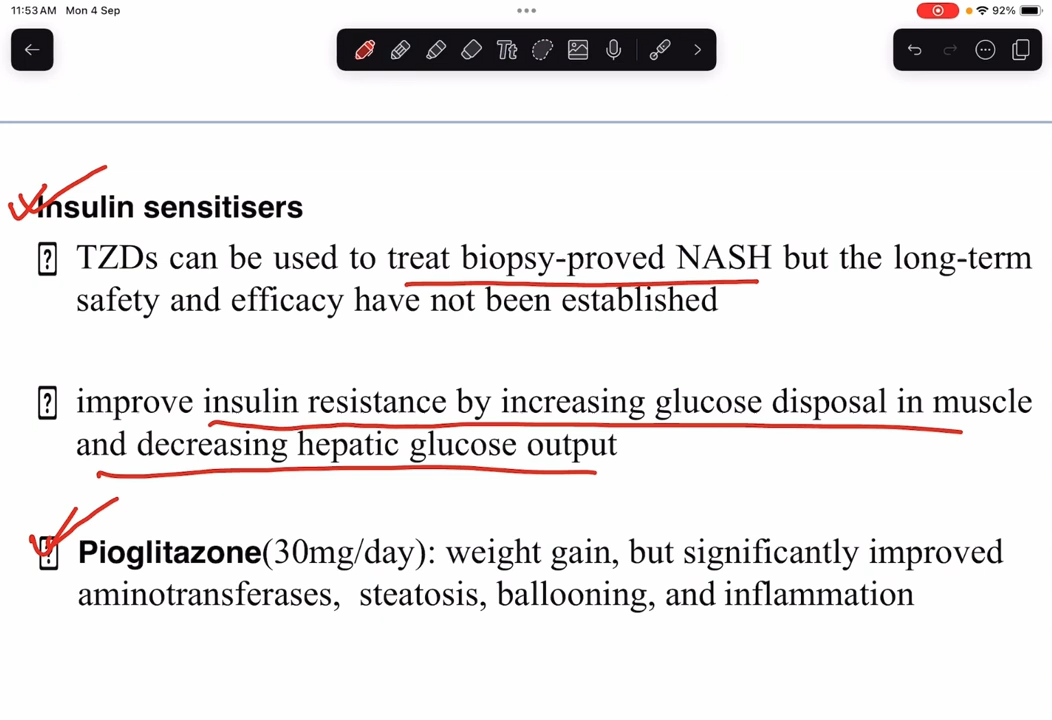 11:53 AM Mon 4 Sep
92%
Tt
Insulin sensitisers
TZDs can be used to treat biopsy-proved NASH but the long-term
safety and efficacy have not been established
improve insulin resistance by increasing glucose disposal in muscle
and decreasing hepatic glucose output
Pioglitazone(30mg/day): weight gain, but significantly improved
aminotransferases, steatosis, ballooning, and inflammation